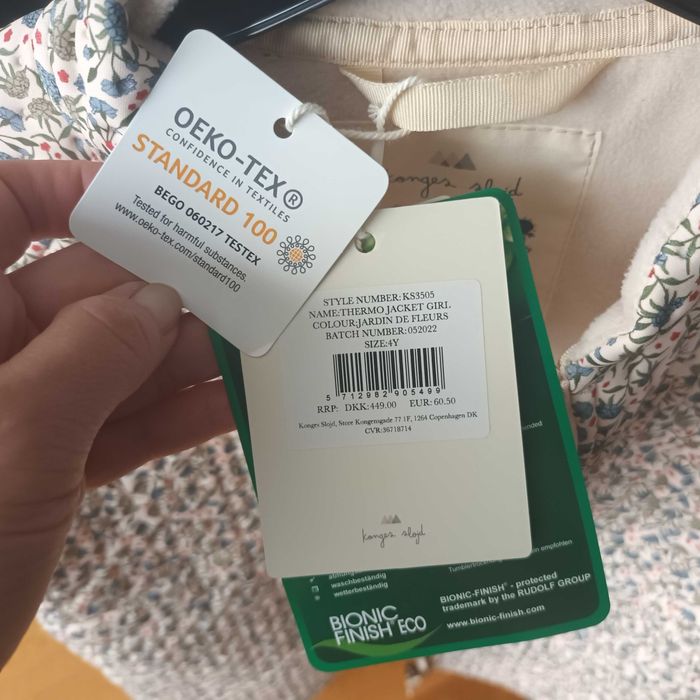 OEKO-TEX®
CONFIDENCE IN TEXTILES
STANDARD 100
BEGO 060217 TESTEX
Tested for harmful substances.
www.oeko-tex.com/standard100
konges sløjd
STYLE NUMBER:KS3505
NAME:THERMO JACKET GIRL
COLOUR:JARDIN DE FLEURS
BATCH NUMBER:052022
SIZE:4Y
5 712982 905499
RRP: DKK:449.00 EUR: 60.50
Konges Slojd, Store Kongensgade 77 1F, 1264 Copenhagen DK
CVR:36718714
konges sløjd
empfohlen
waschbeständig
wetterbeständig
BIONIC-FINISH® - protected
trademark by the RUDOLF GROUP
www.bionic-finish.com
BIONIC
FINISH®ECO